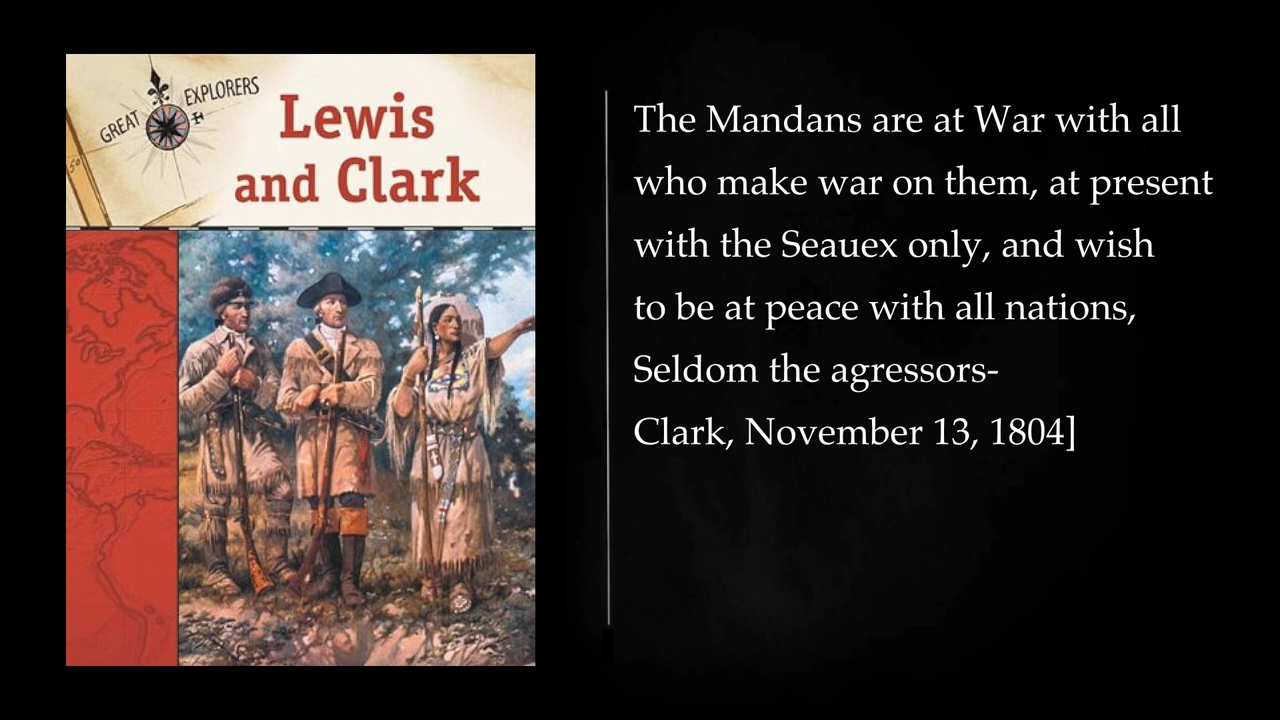 GREAT EXPLORERS
Lewis
and Clark
The Mandans are at War with all
who make war on them, at present
with the Seauex only, and wish
to be at peace with all nations,
Seldom the agressors-
Clark, November 13, 1804]